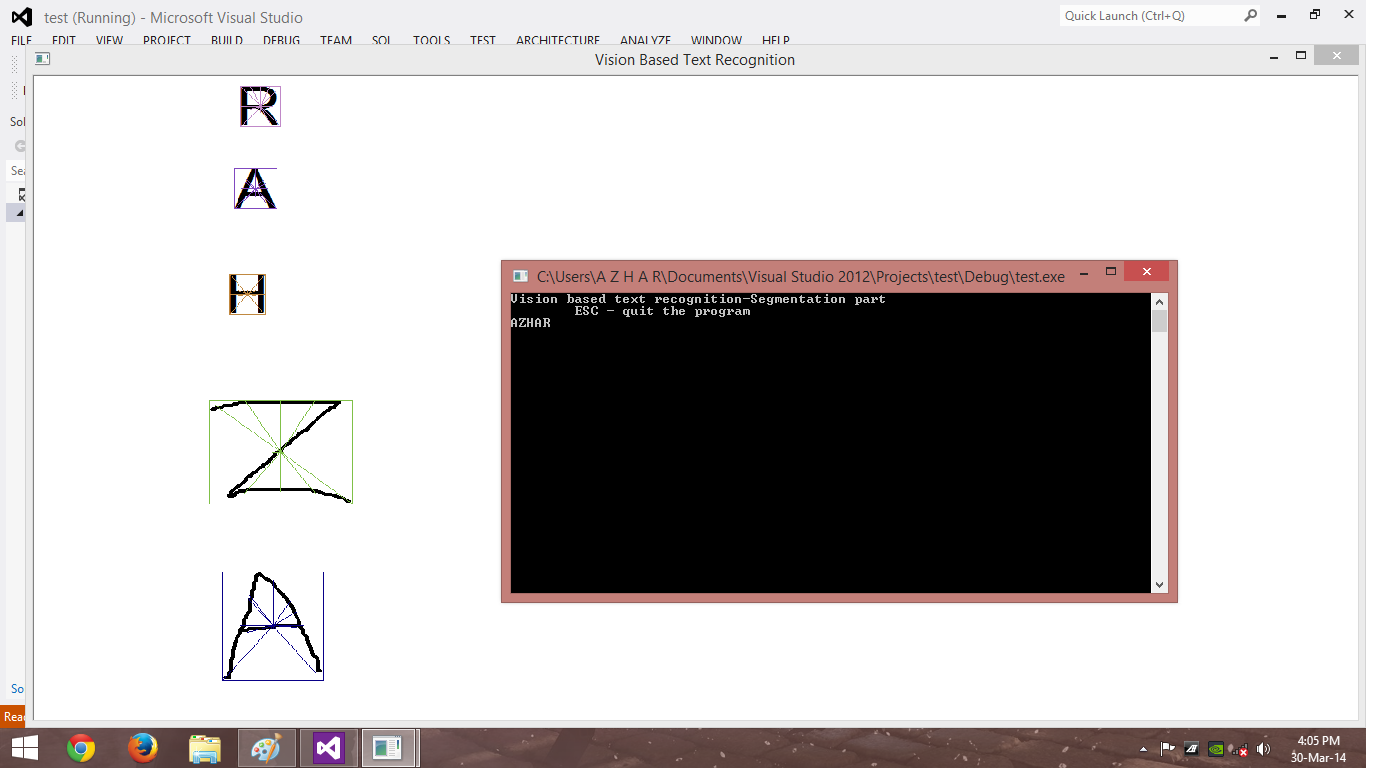 test (Running) - Microsoft Visual Studio
Quick Launch (Ctrl+Q)
FILE EDIT VIEW PROJECT BUILD DEBUG TEAM SQL TOOLS TEST ARCHITECTURE ANALYZE WINDOW HELP
Vision Based Text Recognition
R
Sol
Sea
A
C:\Users\A Z H A R\Documents\Visual Studio 2012\Projects\test\Debug\test.exe
H
Vision based text recognition-Segmentation part
ESC - quit the program
AZHAR
Z
A
So
Read
4:05 PM
30-Mar-14